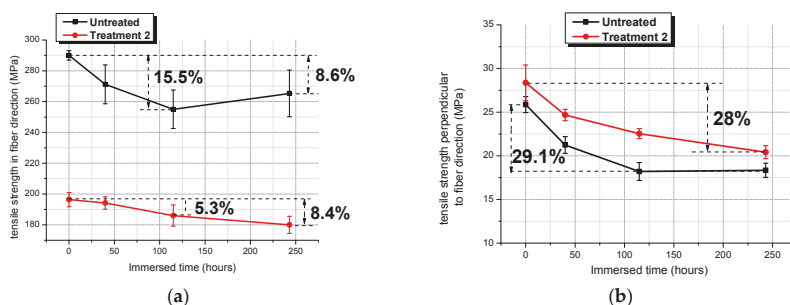 Untreated
Treatment 2
tensile strength in fiber direction (MPa)
300
280
260
240
220
200
180
15.5%
8.6%
5.3%
8.4%
0 50 100 150 200 250
Immersed time (hours)
(a)
Untreated
Treatment 2
tensile strength perpendicular
to fiber direction (MPa)
35
30
25
20
15
10
28%
29.1%
0 50 100 150 200 250
Immersed time (hours)
(b)